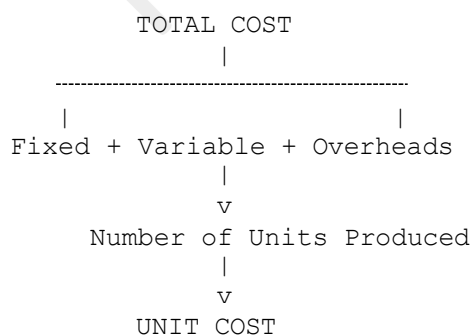 TOTAL COST
Fixed + Variable + Overheads
Number of Units Produced
UNIT COST